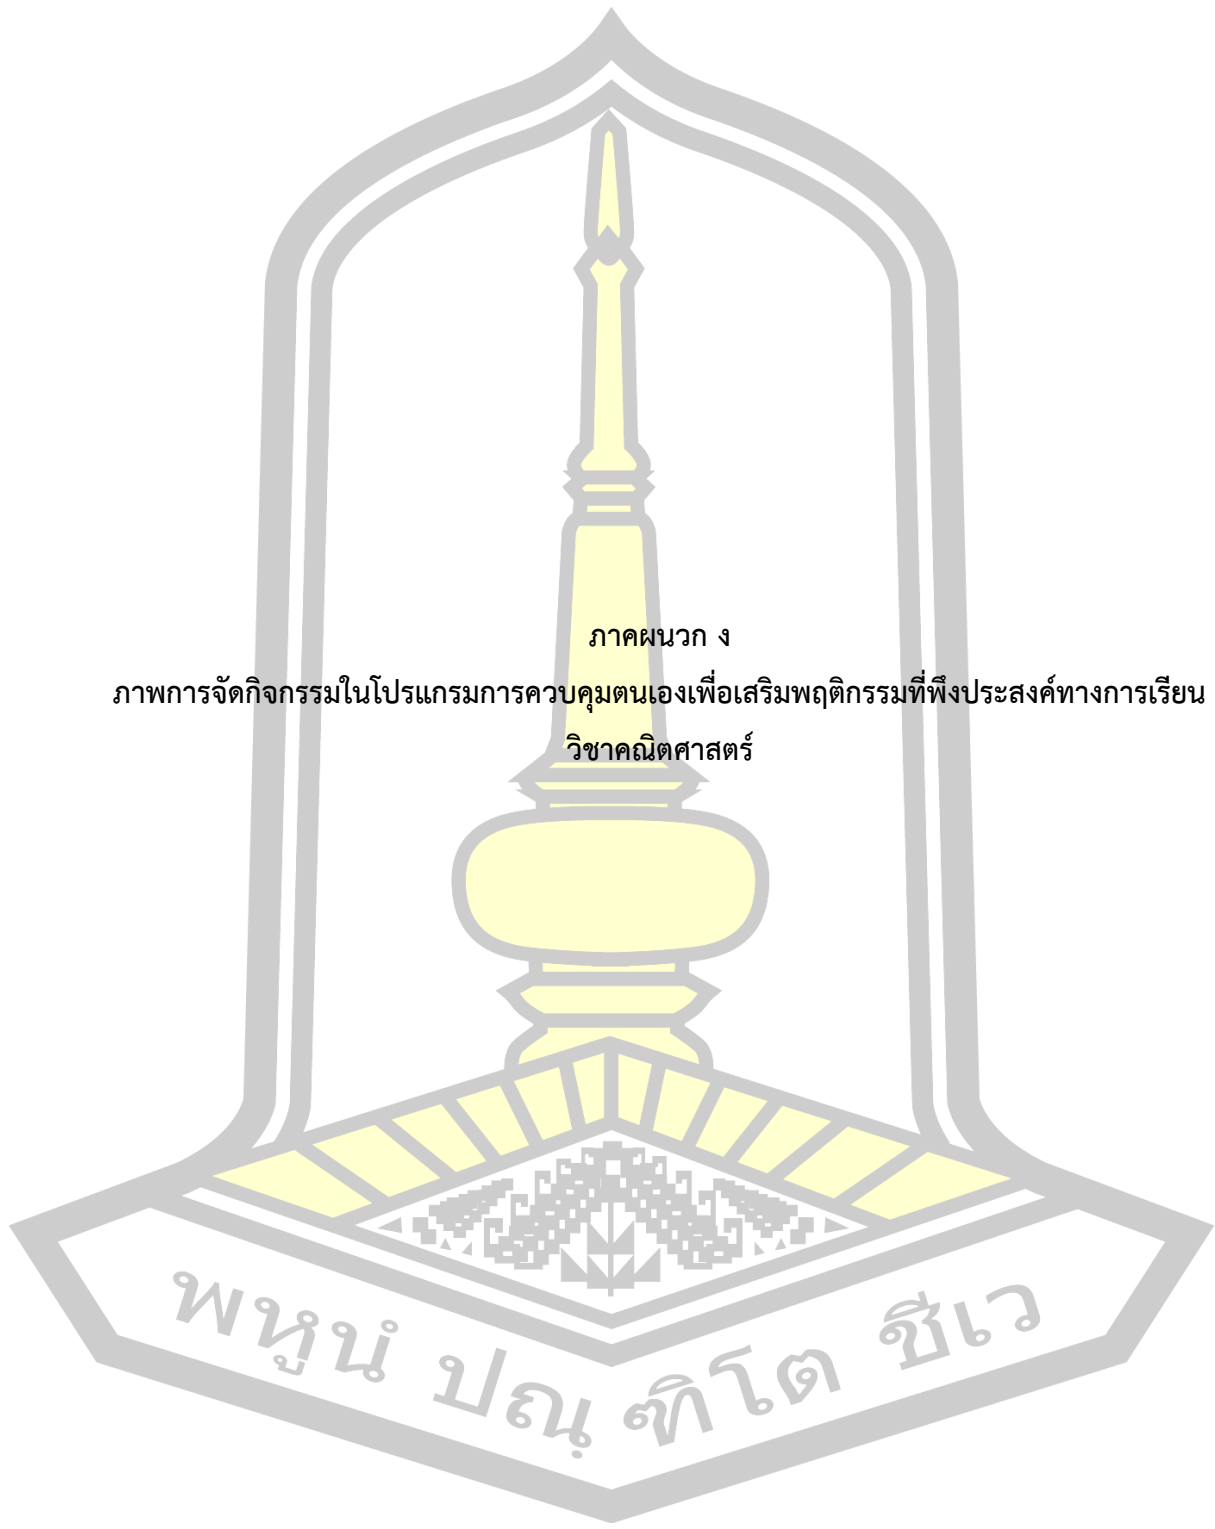 ภาคผนวก ง
ภาพการจัดกิจกรรมในโปรแกรมการควบคุมตนเองเพื่อเสริมพฤติกรรมที่พึงประสงค์ทางการเรียน
วิชาคณิตศาสตร์
พหูนํ ปณฺ ฑิโต ชีเว